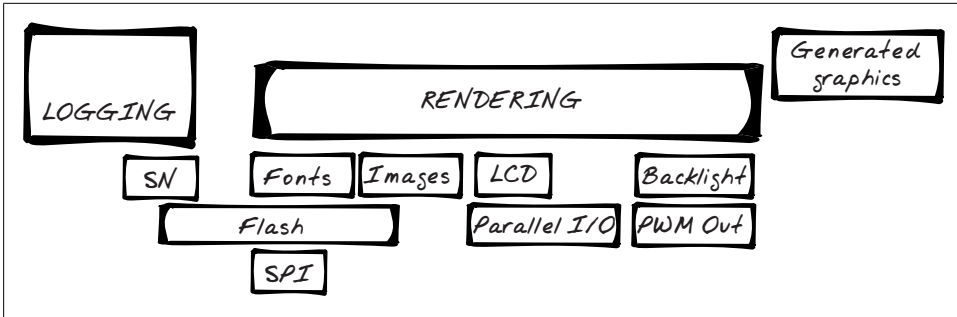 Generated
graphics
LOGGING
RENDERING
SN
Fonts
Images
LCD
Backlight
Flash
Parallel I/O
PWM Out
SPI